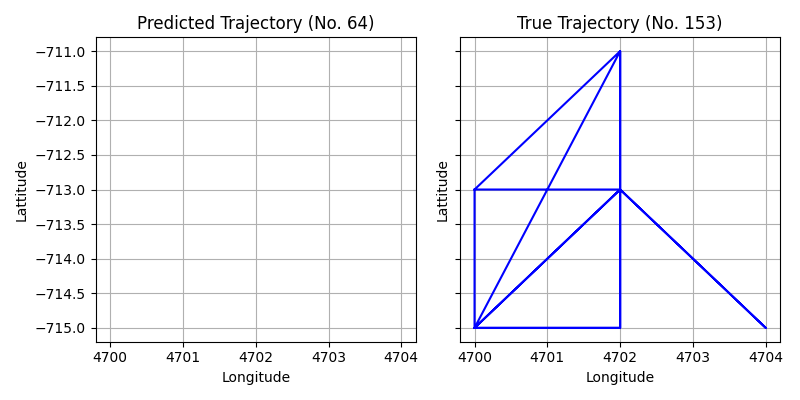 Predicted Trajectory (No. 64)
True Trajectory (No. 153)
−711.0
−711.5
−712.0
−712.5
−713.0
−713.5
−714.0
−714.5
−715.0
Lattitude
Lattitude
4700 4701 4702 4703 4704
4700 4701 4702 4703 4704
Longitude
Longitude